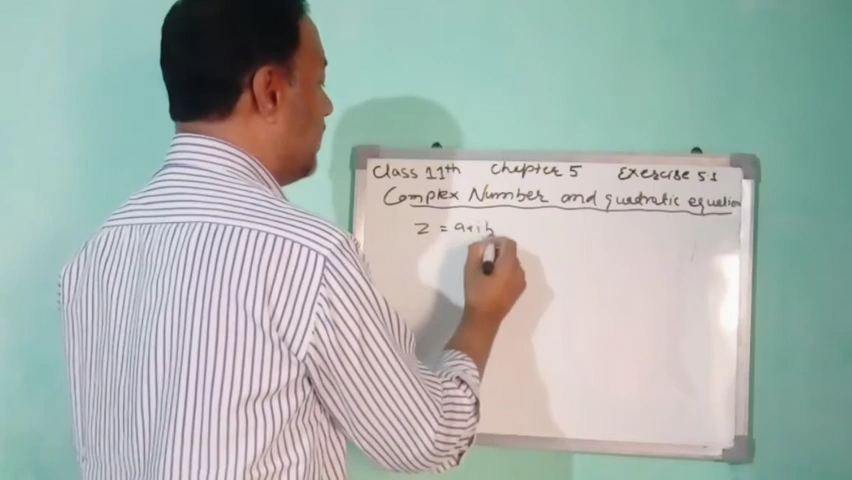 Class 11th Chapter 5 Exercise 5.1
Complex Number and quadratic equation
Z = a+ib